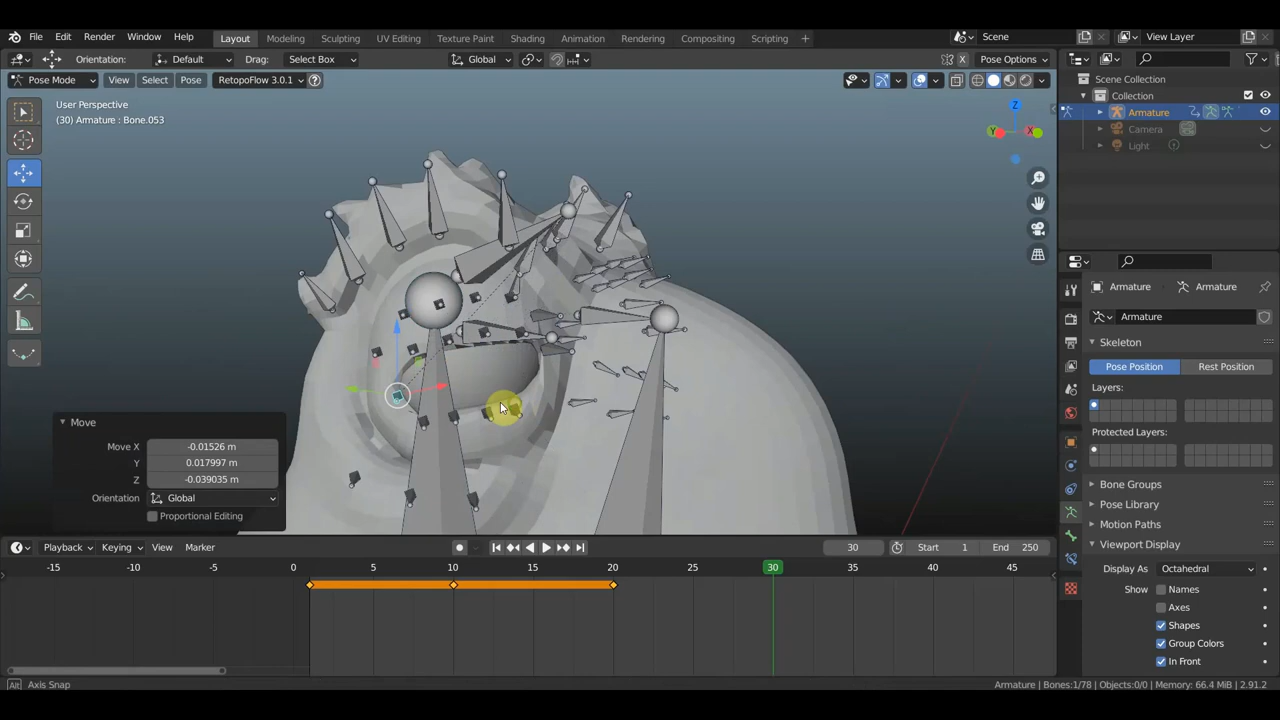 File Edit Render Window Help Layout Modeling Sculpting UV Editing Texture Paint Shading Animation Rendering Compositing Scripting + Scene View Layer
Orientation: Default Drag: Select Box Global X Pose Options
Pose Mode View Select Pose RetopoFlow 3.0.1 ?
Scene Collection
Collection
Armature
Camera
Light
User Perspective
(30) Armature : Bone.053
Z
Y
X
Armature Armature
Armature
Skeleton
Pose Position Rest Position
Layers:
Protected Layers:
Bone Groups
Pose Library
Motion Paths
Viewport Display
Display As Octahedral
Show Names
Axes
Shapes
Group Colors
In Front
Move
Move X -0.01526 m
Y 0.017997 m
Z -0.039035 m
Orientation Global
Proportional Editing
Playback Keying View Marker 30 Start 1 End 250
-15 -10 -5 0 5 10 15 20 25 30 35 40 45
Alt Axis Snap
Armature | Bones:1/78 | Objects:0/0 | Memory: 66.4 MiB | 2.91.2